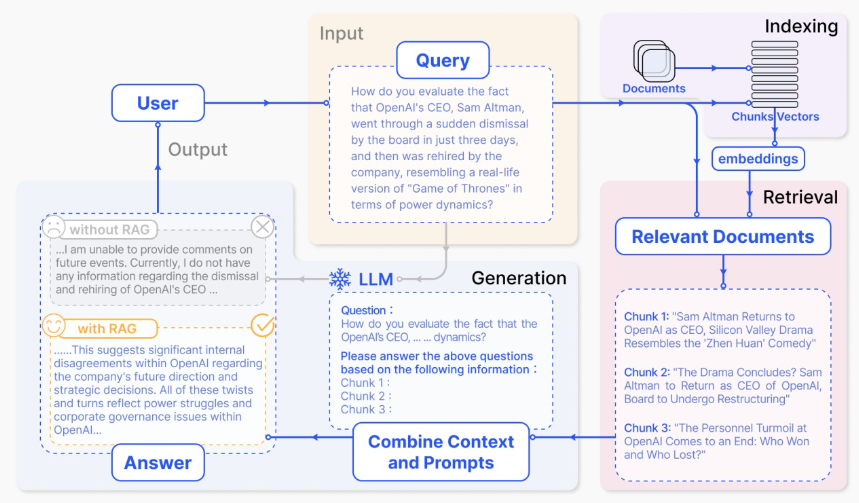 Input
Query
How do you evaluate the fact
that OpenAI's CEO, Sam Altman,
went through a sudden dismissal
by the board in just three days,
and then was rehired by the
company, resembling a real-life
version of "Game of Thrones" in
terms of power dynamics?
Indexing
Documents
Chunks Vectors
embeddings
User
Output
Retrieval
Relevant Documents
Chunk 1: "Sam Altman Returns to
OpenAI as CEO, Silicon Valley Drama
Resembles the 'Zhen Huan' Comedy"
Chunk 2: "The Drama Concludes? Sam
Altman to Return as CEO of OpenAI,
Board to Undergo Restructuring"
Chunk 3: "The Personnel Turmoil at
OpenAI Comes to an End: Who Won
and Who Lost?"
Generation
LLM
Question :
How do you evaluate the fact that the
OpenAI's CEO, ... ... dynamics?
Please answer the above questions
based on the following information :
Chunk 1 :
Chunk 2 :
Chunk 3 :
Combine Context
and Prompts
without RAG
...I am unable to provide comments on
future events. Currently, I do not have
any information regarding the dismissal
and rehiring of OpenAI's CEO ...
with RAG
......This suggests significant internal
disagreements within OpenAI regarding
the company's future direction and
strategic decisions. All of these twists
and turns reflect power struggles and
corporate governance issues within
OpenAI...
Answer